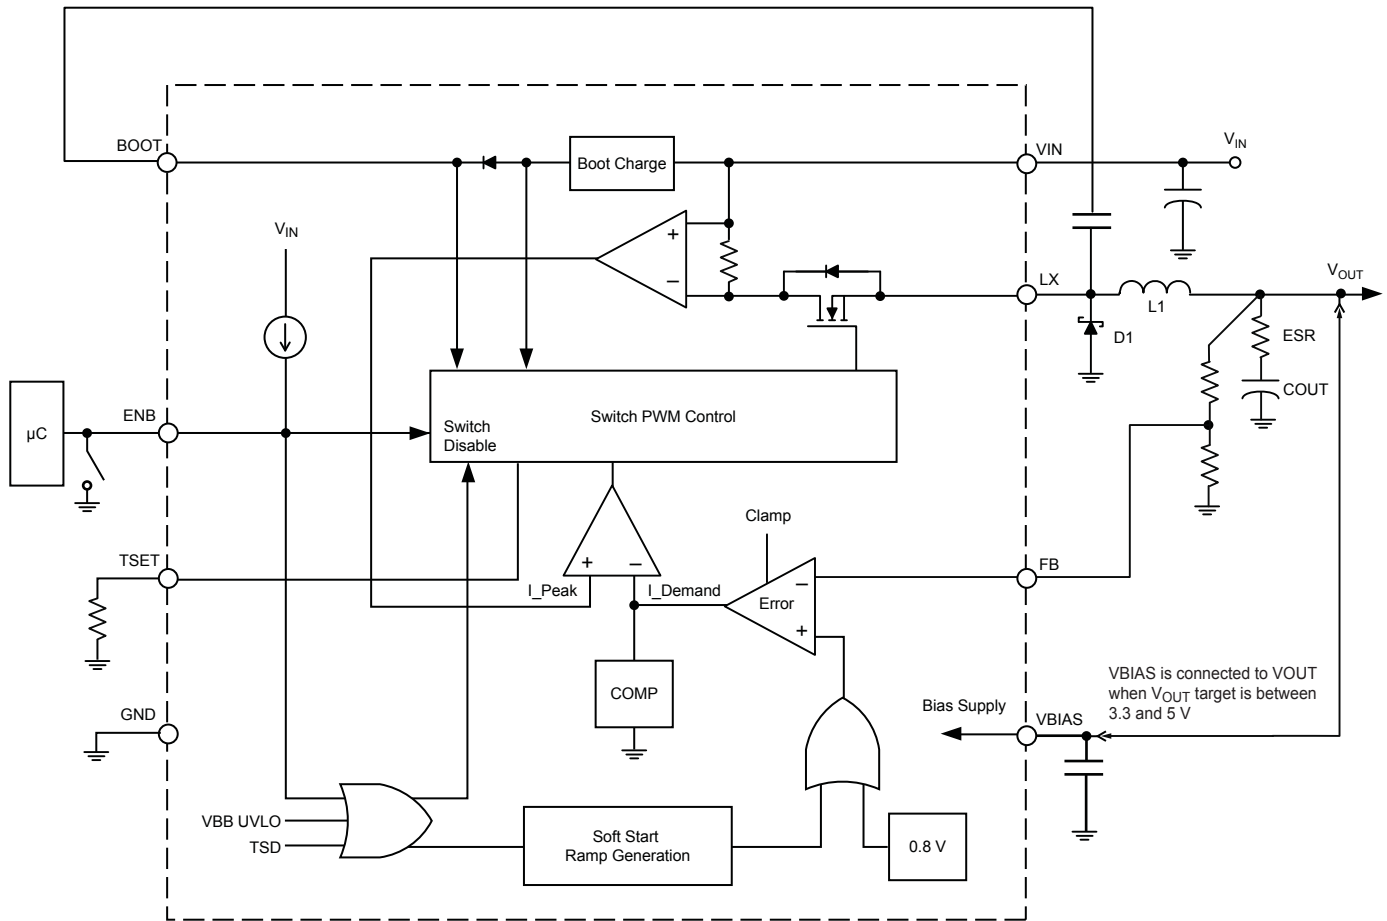 BOOT
Boot Charge
VIN
VIN
VIN
+
−
LX
VOUT
L1
D1
ESR
COUT
µC
ENB
Switch
Disable
Switch PWM Control
TSET
+
−
I_Peak
I_Demand
Clamp
−
Error
+
FB
COMP
GND
Bias Supply
VBIAS
VBIAS is connected to VOUT
when VOUT target is between
3.3 and 5 V
VBB UVLO
TSD
Soft Start
Ramp Generation
0.8 V